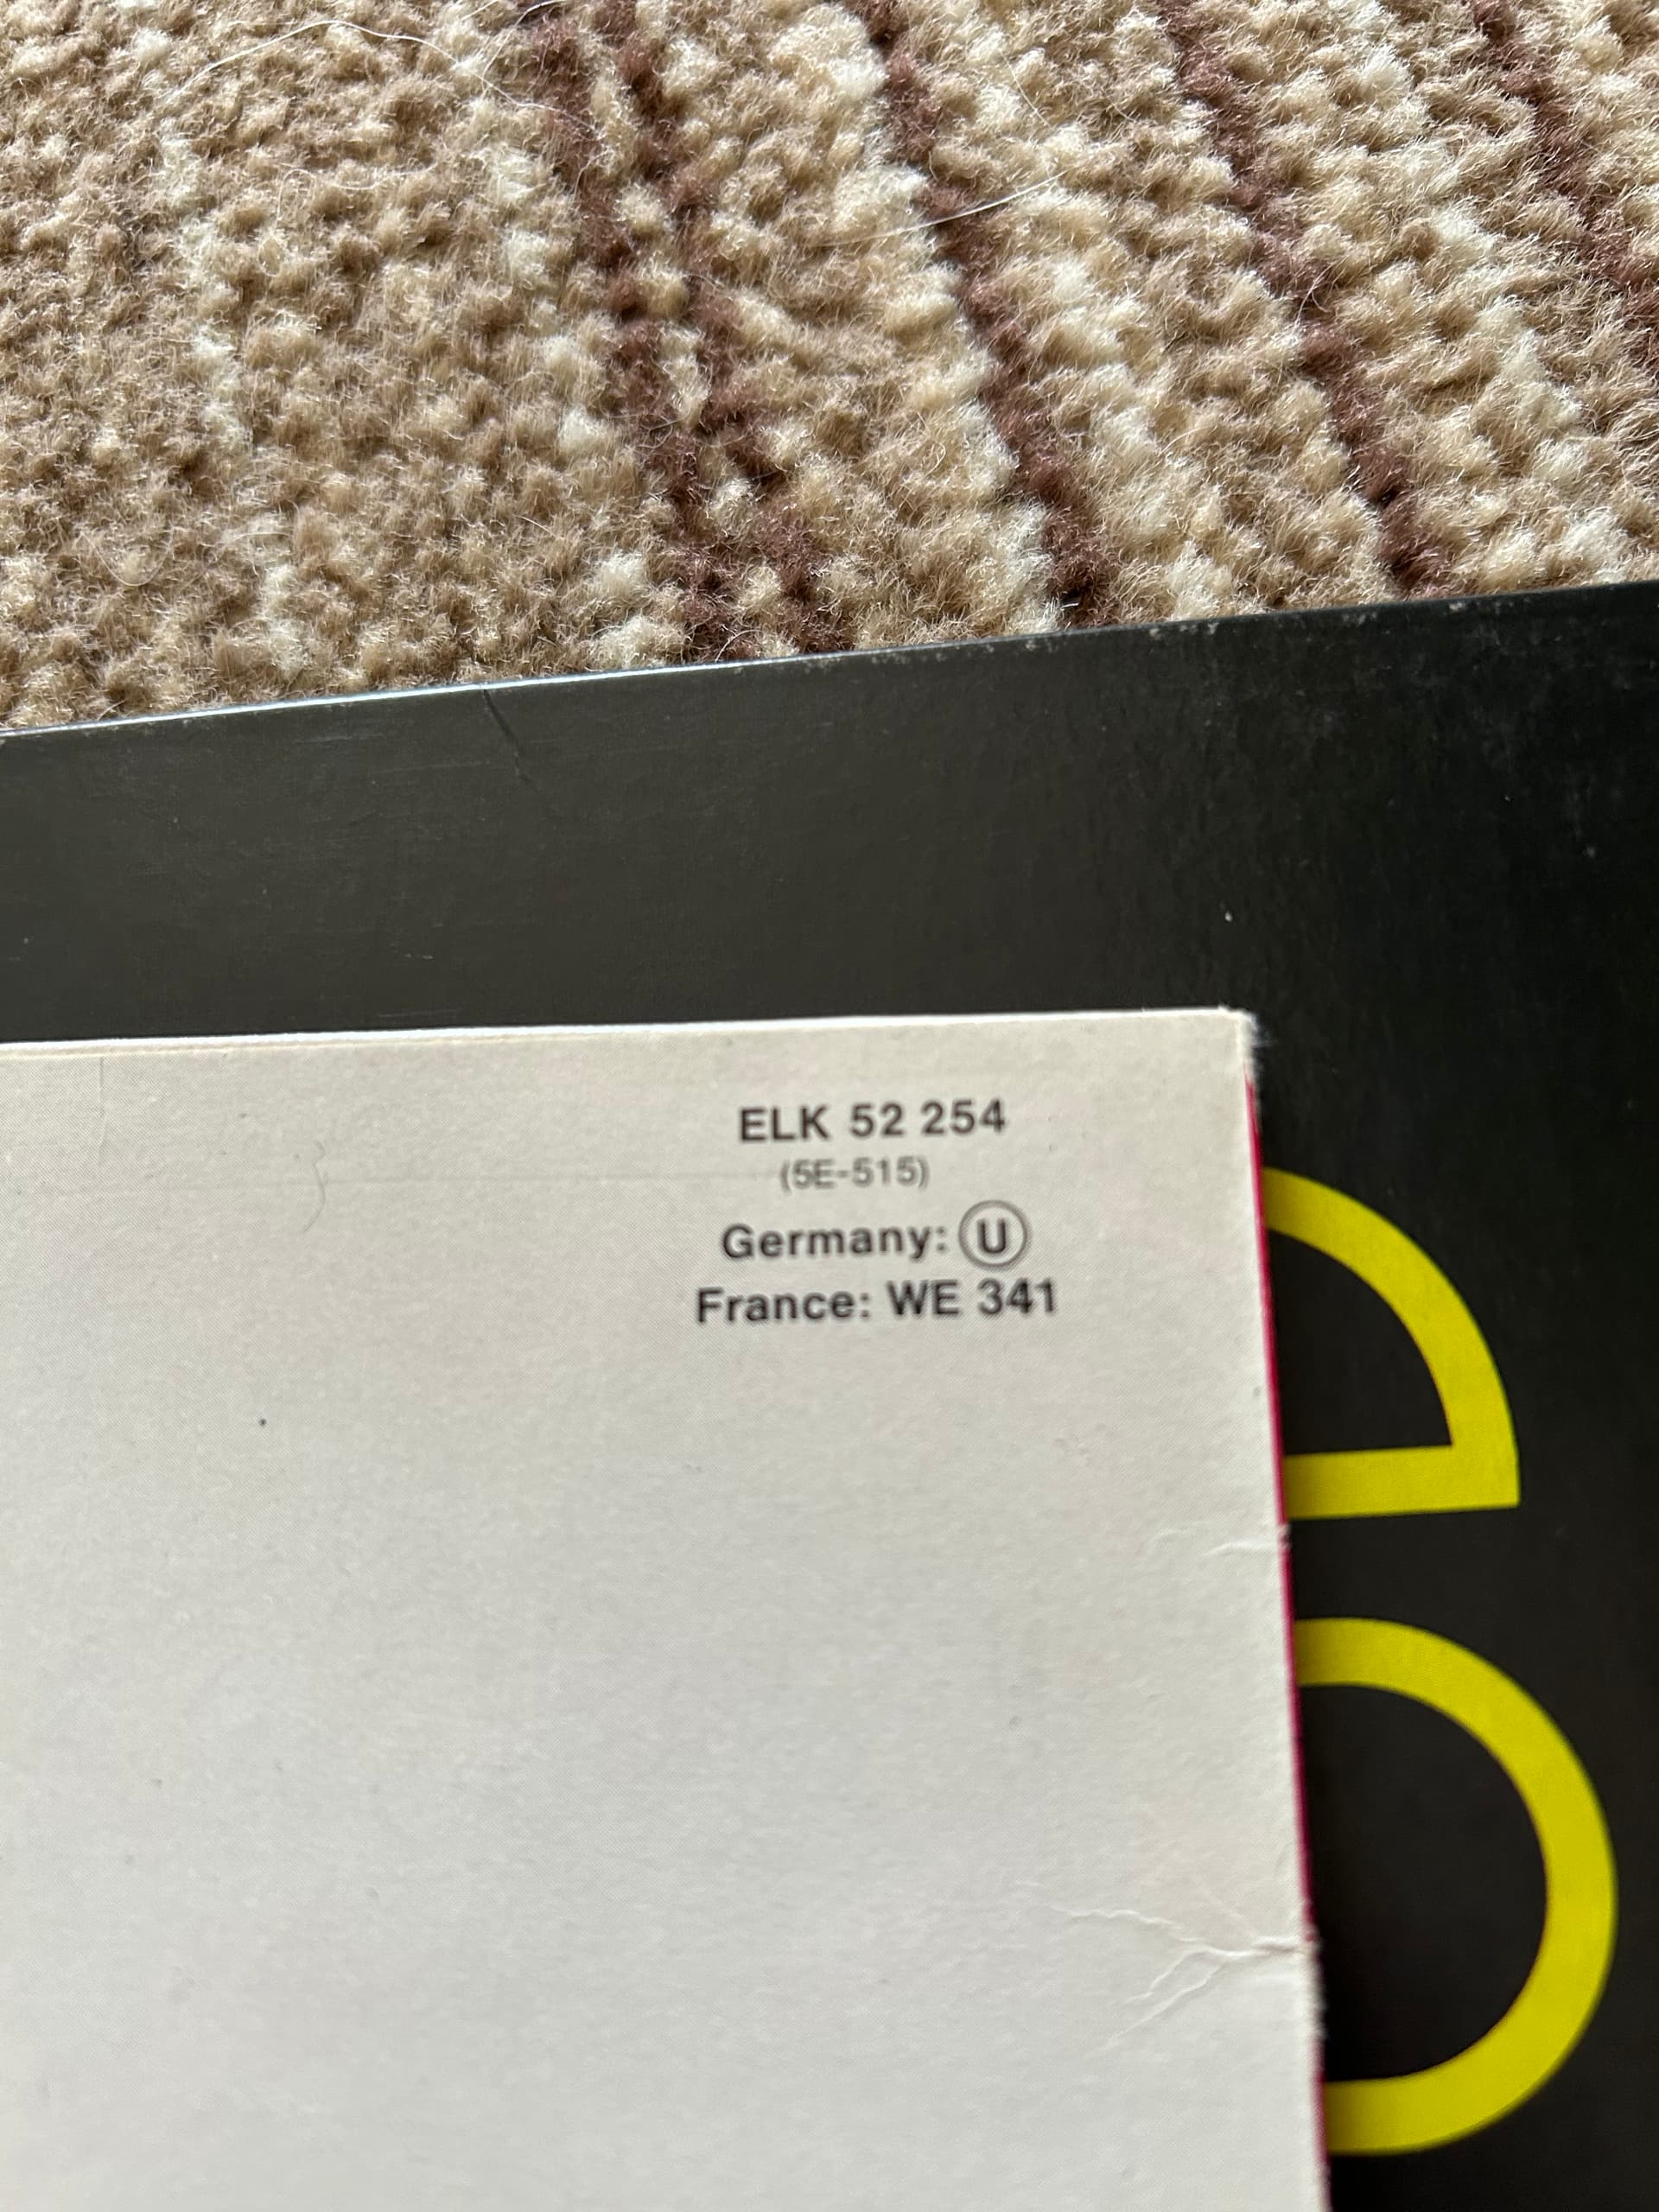 ELK 52 254
(5E-515)
Germany: Ⓤ
France: WE 341